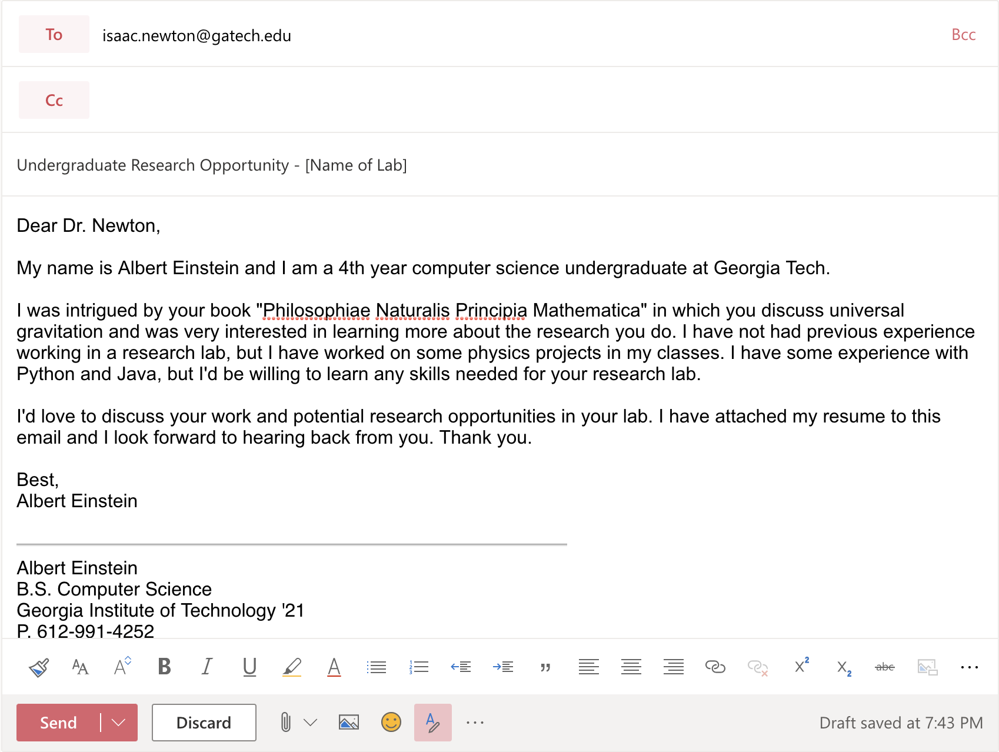 To isaac.newton@gatech.edu Bcc
Cc
Undergraduate Research Opportunity - [Name of Lab]
Dear Dr. Newton,
My name is Albert Einstein and I am a 4th year computer science undergraduate at Georgia Tech.
I was intrigued by your book "Philosophiae Naturalis Principia Mathematica" in which you discuss universal
gravitation and was very interested in learning more about the research you do. I have not had previous experience
working in a research lab, but I have worked on some physics projects in my classes. I have some experience with
Python and Java, but I'd be willing to learn any skills needed for your research lab.
I'd love to discuss your work and potential research opportunities in your lab. I have attached my resume to this
email and I look forward to hearing back from you. Thank you.
Best,
Albert Einstein
Albert Einstein
B.S. Computer Science
Georgia Institute of Technology '21
P. 612-991-4252
Send Discard Draft saved at 7:43 PM